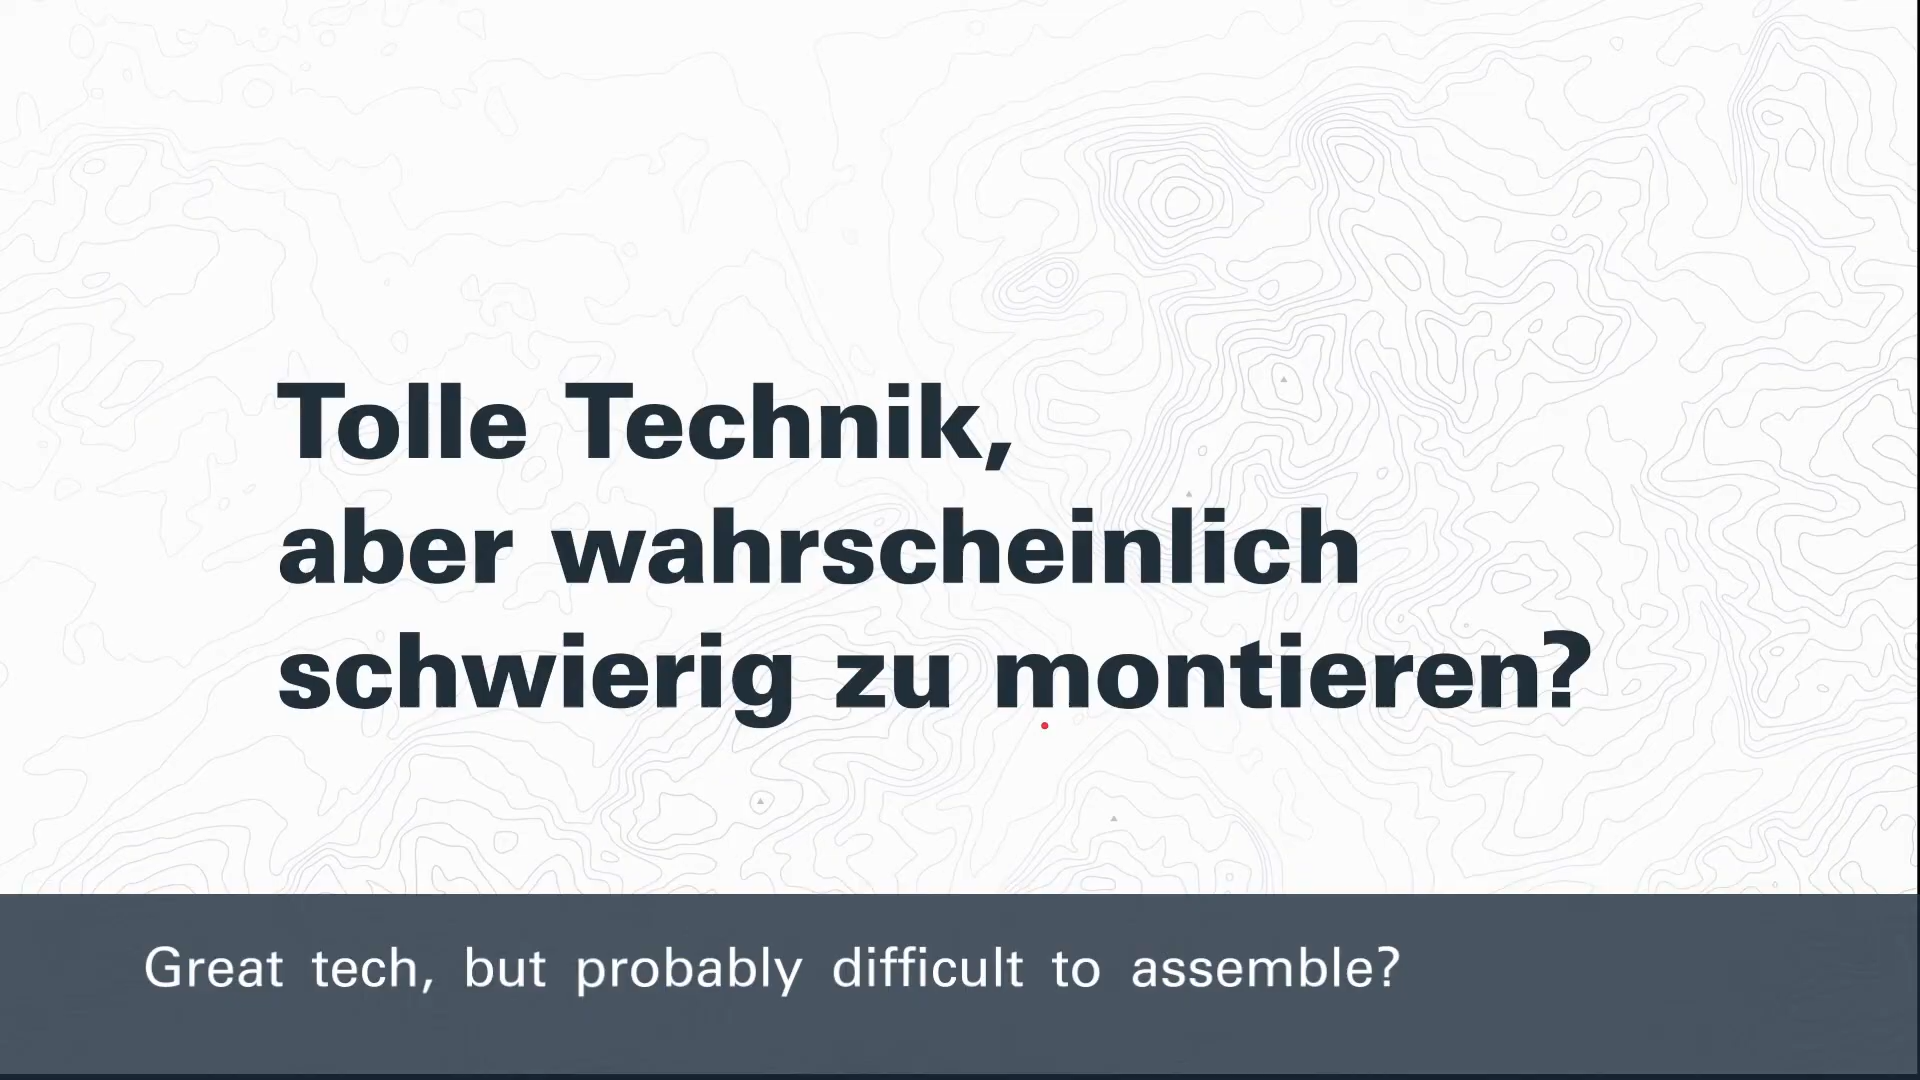 Tolle Technik,
aber wahrscheinlich
schwierig zu montieren?
Great tech, but probably difficult to assemble?